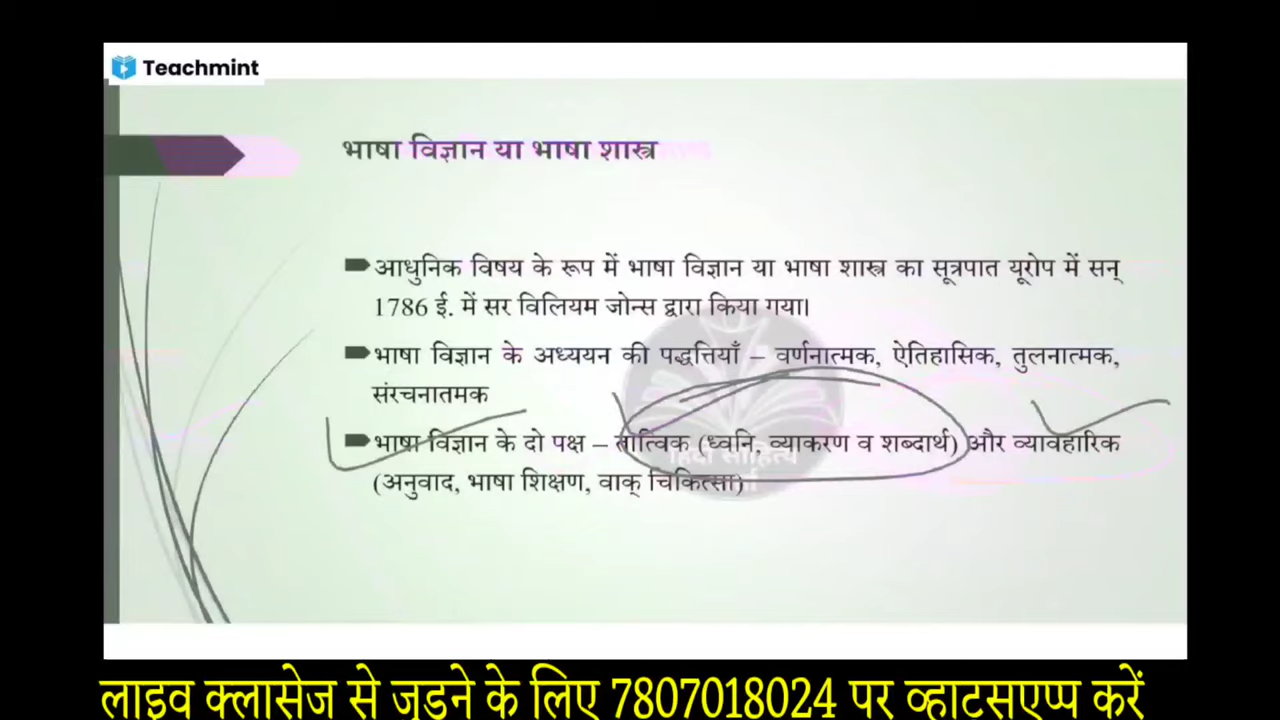 Teachmint
भाषा विज्ञान या भाषा शास्त्र
आधुनिक विषय के रूप में भाषा विज्ञान या भाषा शास्त्र का सूत्रपात यूरोप में सन्
1786 ई. में सर विलियम जोन्स द्वारा किया गया।
भाषा विज्ञान के अध्ययन की पद्धत्तियाँ – वर्णनात्मक, ऐतिहासिक, तुलनात्मक,
संरचनातमक
भाषा विज्ञान के दो पक्ष – तात्त्विक (ध्वनि, व्याकरण व शब्दार्थ) और व्यावहारिक
(अनुवाद, भाषा शिक्षण, वाक् चिकित्सा)
हिंदी साहित्य
लाइव क्लासेज से जुडने के लिए 7807018024 पर व्हाटसएप्प करें